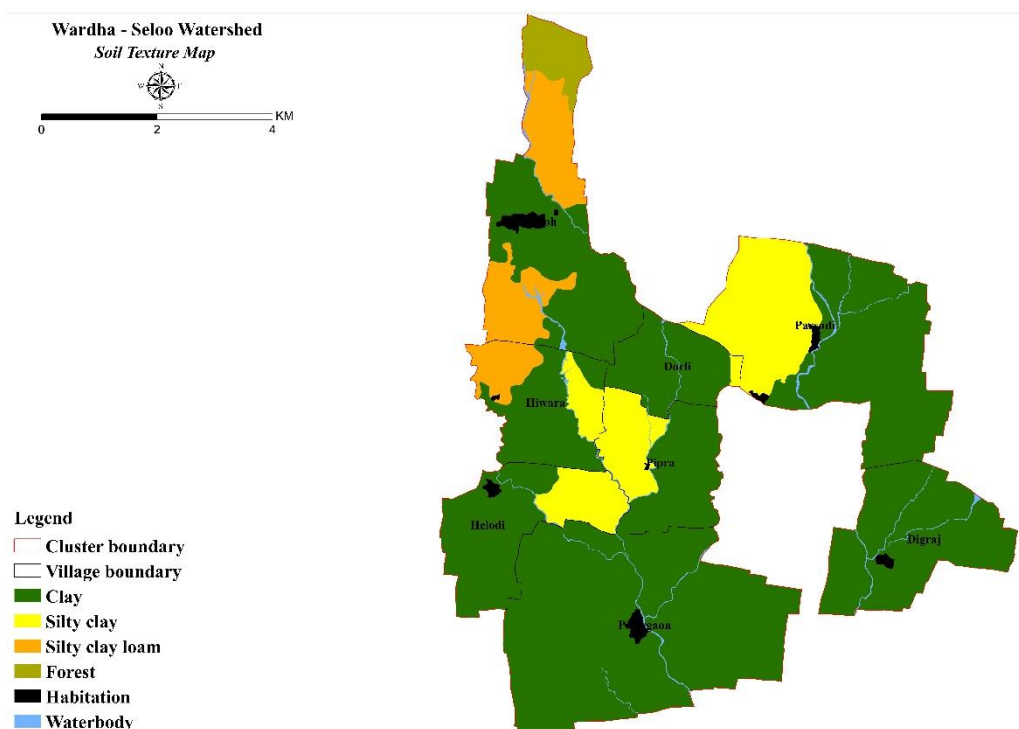 Wardha - Seloo Watershed
Soil Texture Map
N
W E
S
KM
0 2 4
Darli
Hiwara
Pipra
Helodi
Digraj
Legend
Cluster boundary
Village boundary
Clay
Silty clay
Silty clay loam
Forest
Habitation
Waterbody